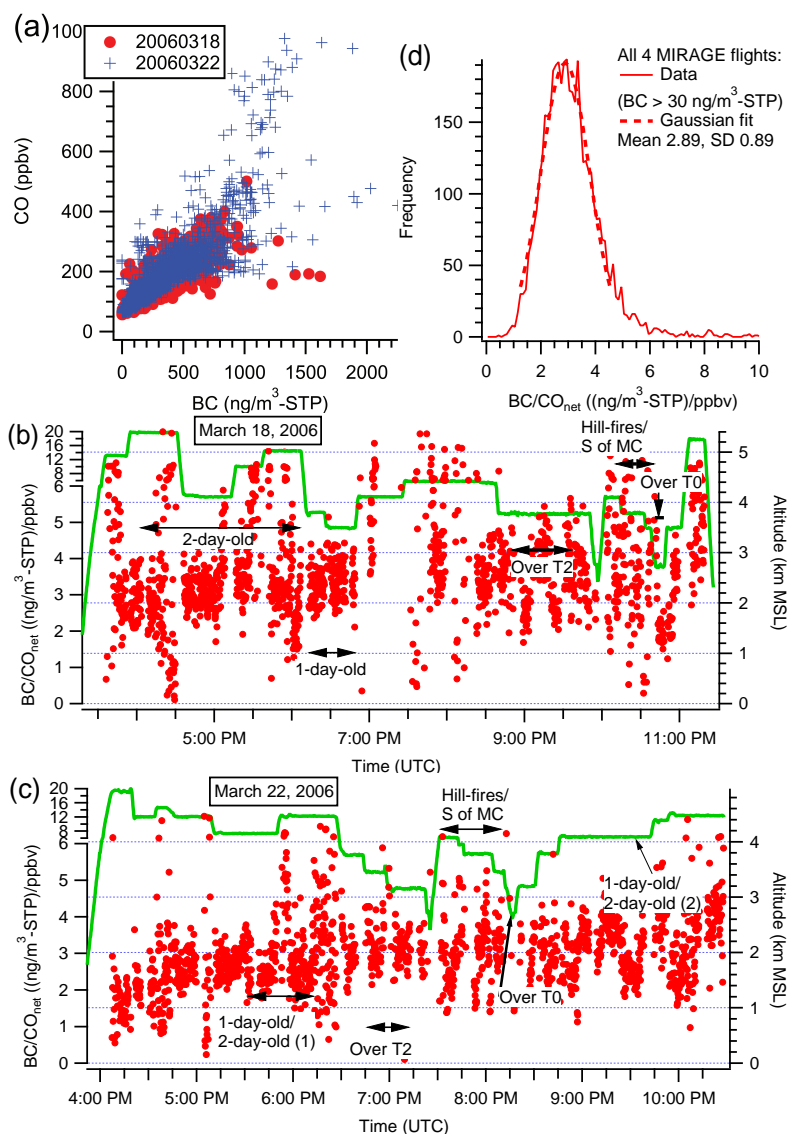 (a)
20060318
20060322
800
600
400
200
0
CO (ppbv)
0
500
1000
1500
2000
BC (ng/m³-STP)
(d)
All 4 MIRAGE flights:
Data
(BC > 30 ng/m³-STP)
Gaussian fit
Mean 2.89, SD 0.89
150
100
50
0
Frequency
0
2
4
6
8
10
BC/CO_net ((ng/m³-STP)/ppbv)
(b)
March 18, 2006
Hill-fires/
S of MC
Over T0
2-day-old
Over T2
1-day-old
20
16
12
8
6
5
4
3
2
1
0
BC/CO_net ((ng/m³-STP)/ppbv)
5
4
3
2
1
0
Altitude (km MSL)
5:00 PM
7:00 PM
9:00 PM
11:00 PM
Time (UTC)
(c)
March 22, 2006
Hill-fires/
S of MC
1-day-old/
2-day-old (2)
Over T0
1-day-old/
2-day-old (1)
Over T2
20
16
12
8
6
5
4
3
2
1
0
BC/CO_net ((ng/m³-STP)/ppbv)
4
3
2
1
0
Altitude (km MSL)
4:00 PM
5:00 PM
6:00 PM
7:00 PM
8:00 PM
9:00 PM
10:00 PM
Time (UTC)